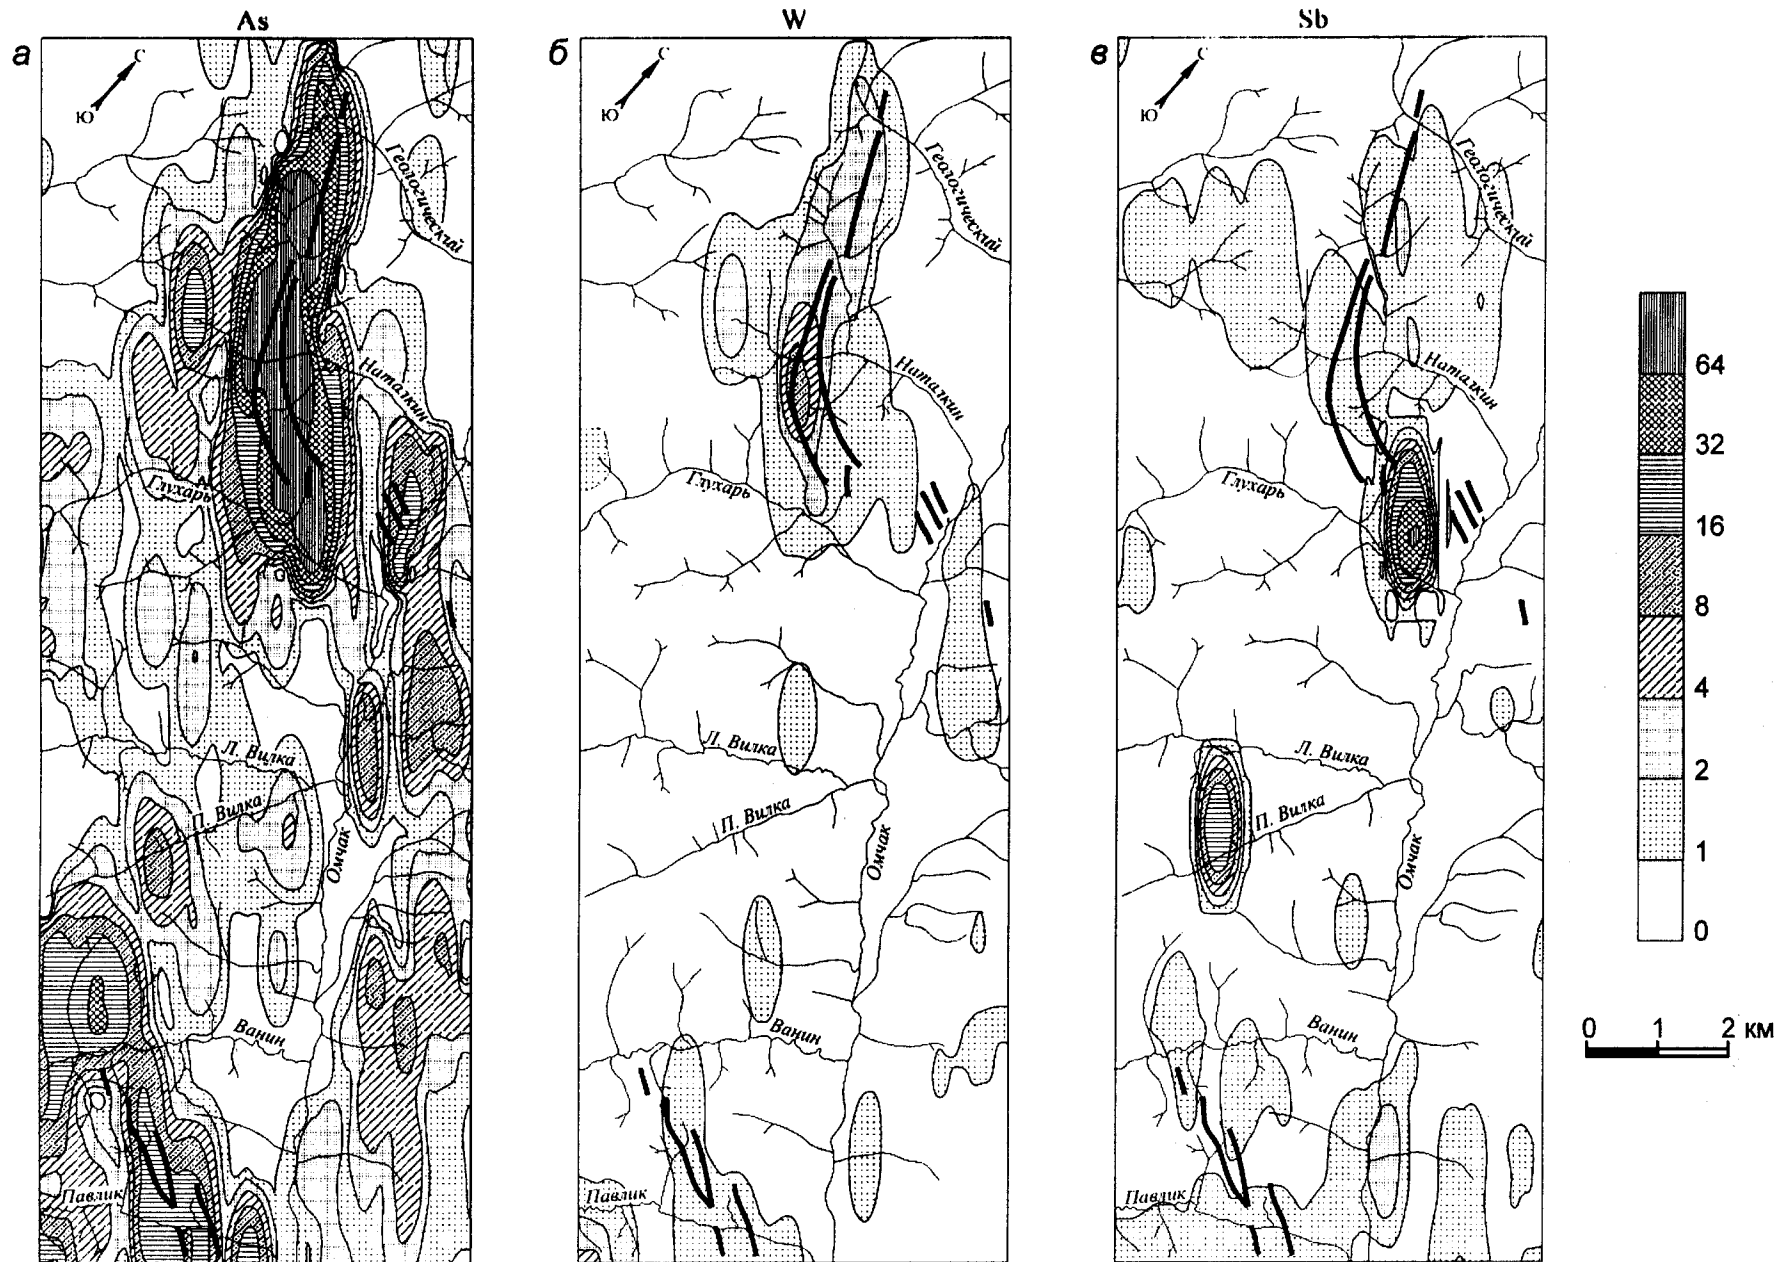 As
W
Sb
а
б
в
С
Ю
С
Ю
С
Ю
Геологический
Геологический
Геологический
Наталкин
Наталкин
Наталкин
Глухарь
Глухарь
Глухарь
Л. Вилка
Л. Вилка
Л. Вилка
П. Вилка
П. Вилка
П. Вилка
Омчак
Омчак
Омчак
Ванин
Ванин
Ванин
Павлик
Павлик
Павлик
64
32
16
8
4
2
1
0
0 1 2 км